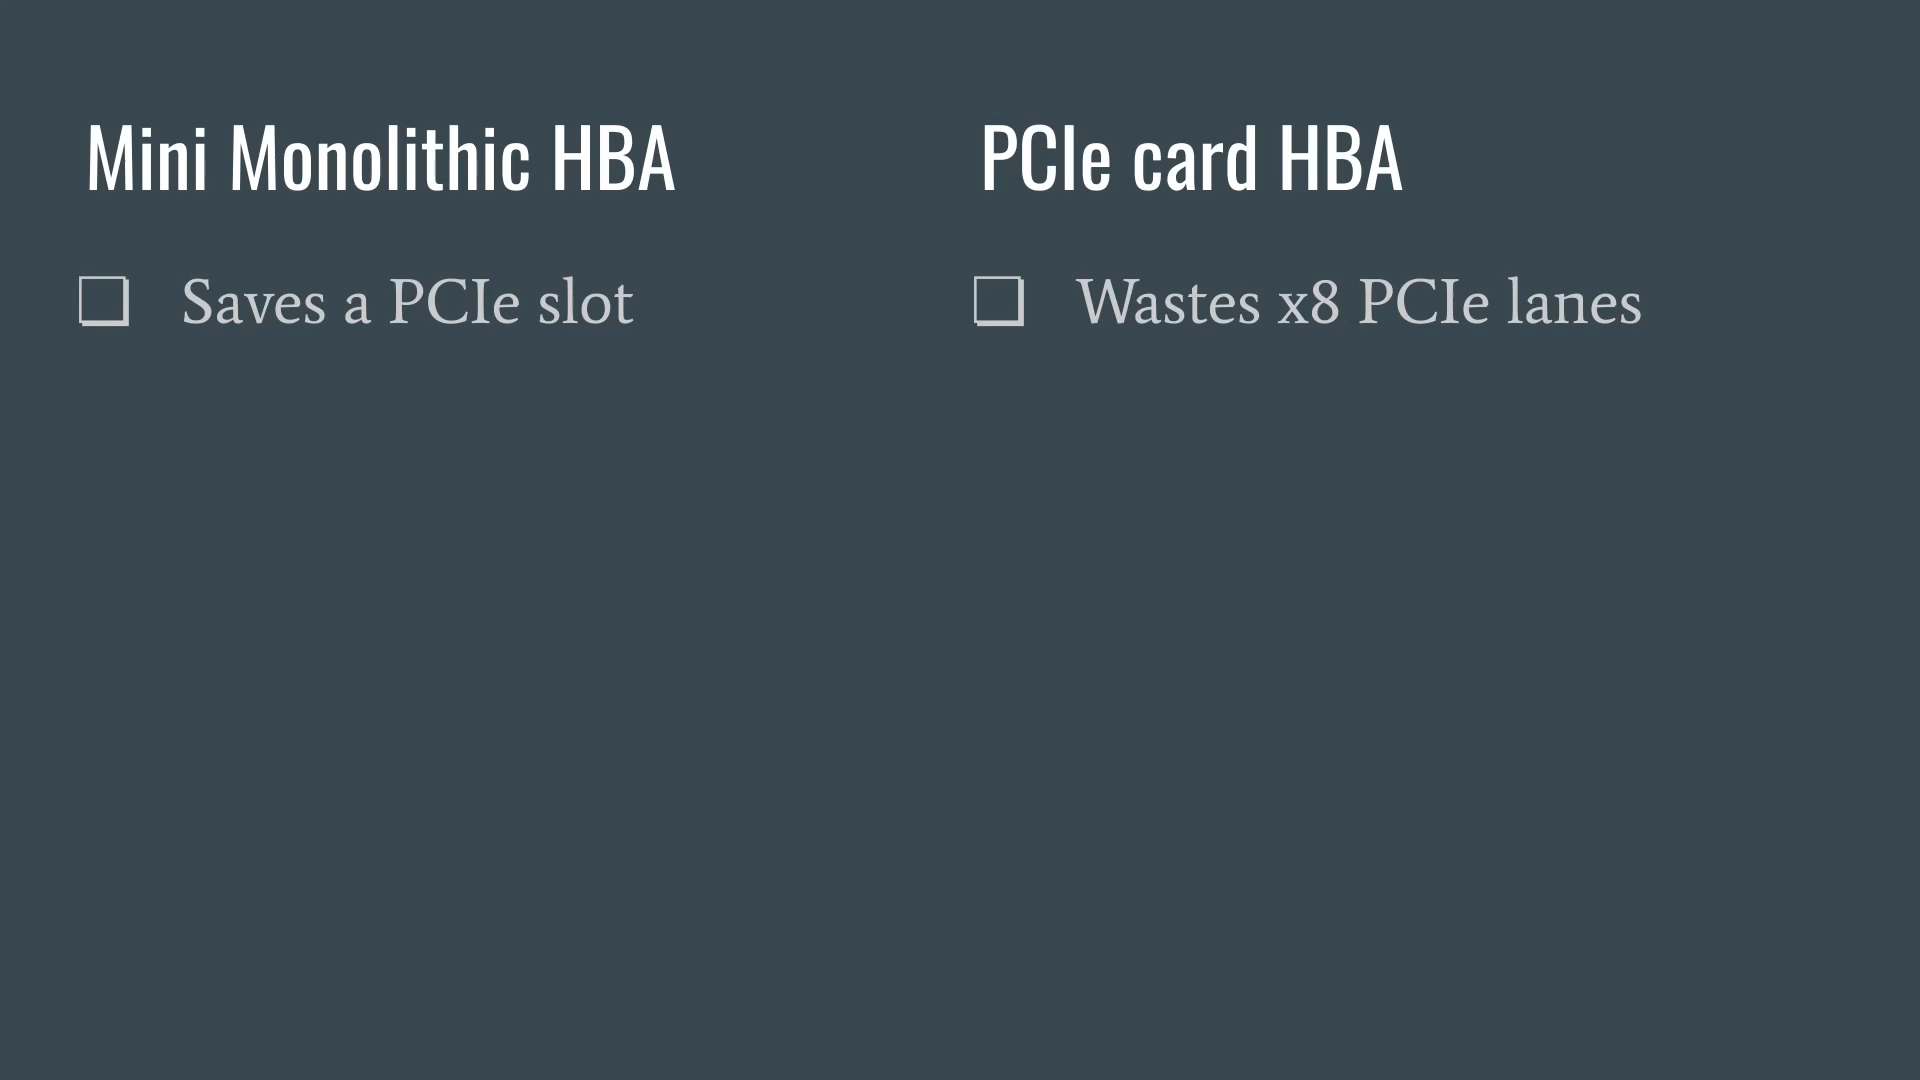 Mini Monolithic HBA
❏ Saves a PCIe slot
PCIe card HBA
❏ Wastes x8 PCIe lanes